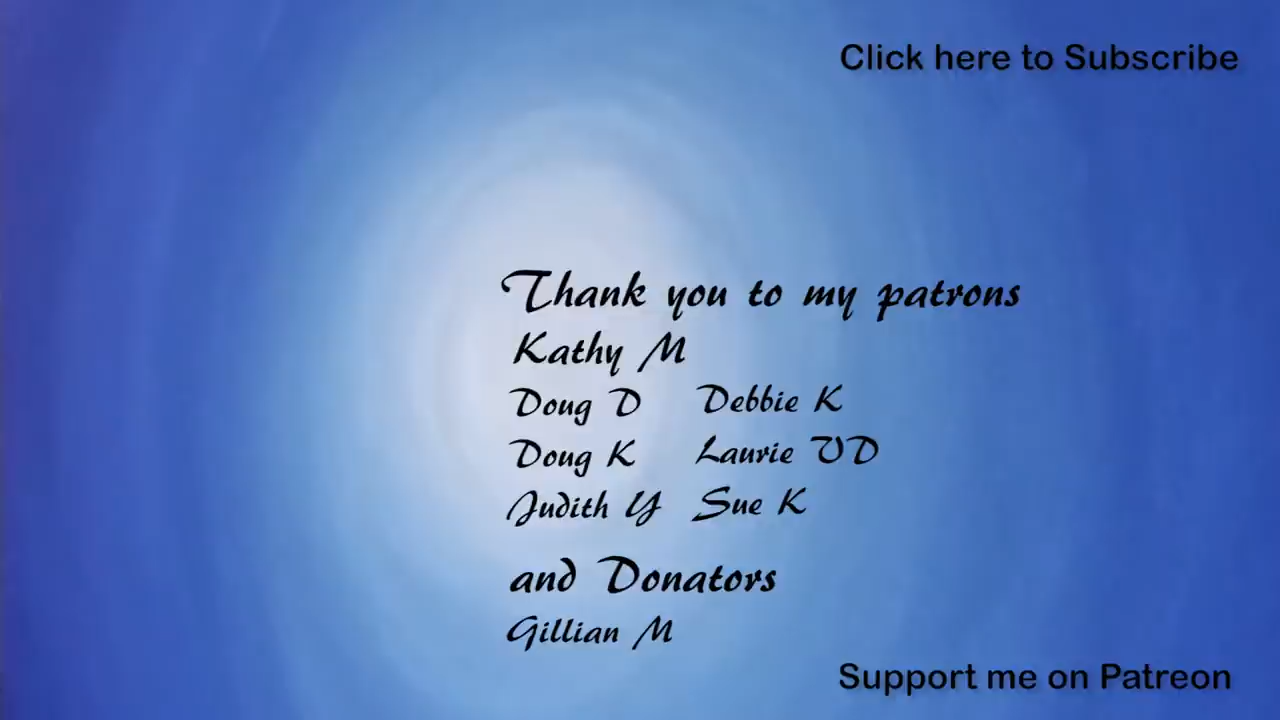 Click here to Subscribe
Thank you to my patrons
Kathy M
Doug D Debbie K
Doug K Laurie VD
Judith Y Sue K
and Donators
Gillian M
Support me on Patreon